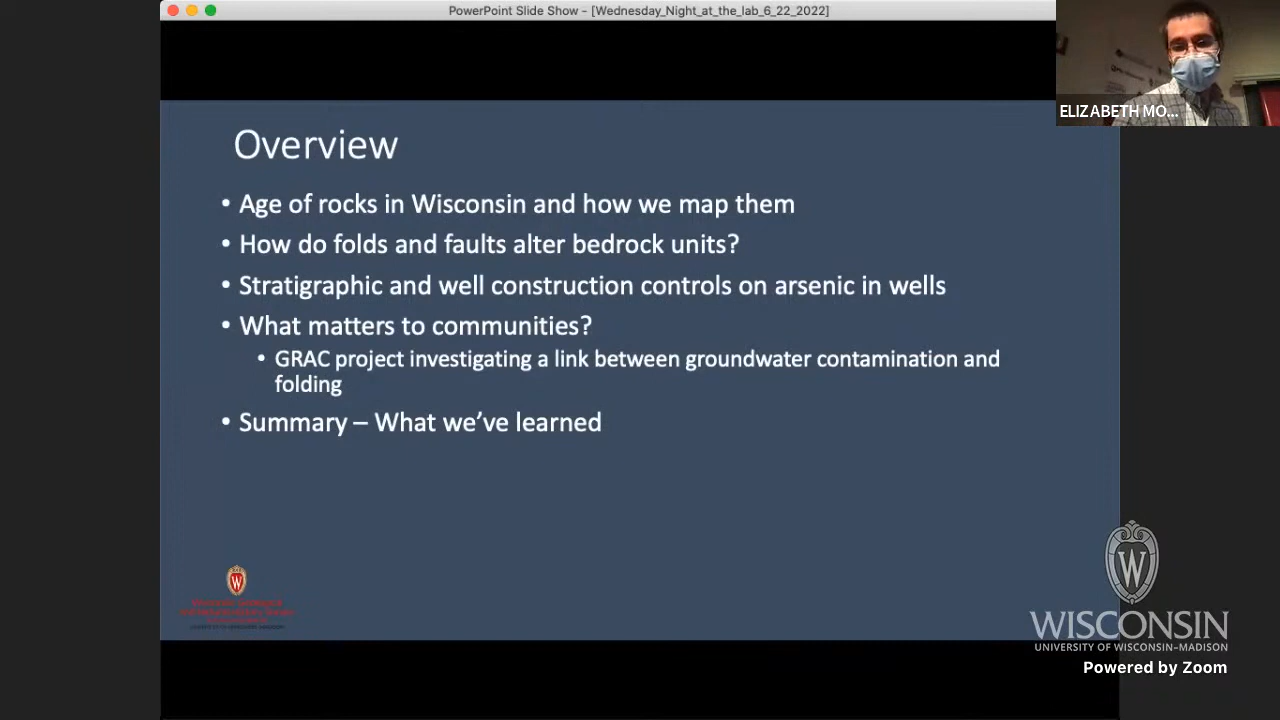 PowerPoint Slide Show - [Wednesday_Night_at_the_lab_6_22_2022]
ELIZABETH MO...
Overview
• Age of rocks in Wisconsin and how we map them
• How do folds and faults alter bedrock units?
• Stratigraphic and well construction controls on arsenic in wells
• What matters to communities?
• GRAC project investigating a link between groundwater contamination and
folding
• Summary – What we've learned
W
W
WISCONSIN
UNIVERSITY OF WISCONSIN–MADISON
Powered by Zoom